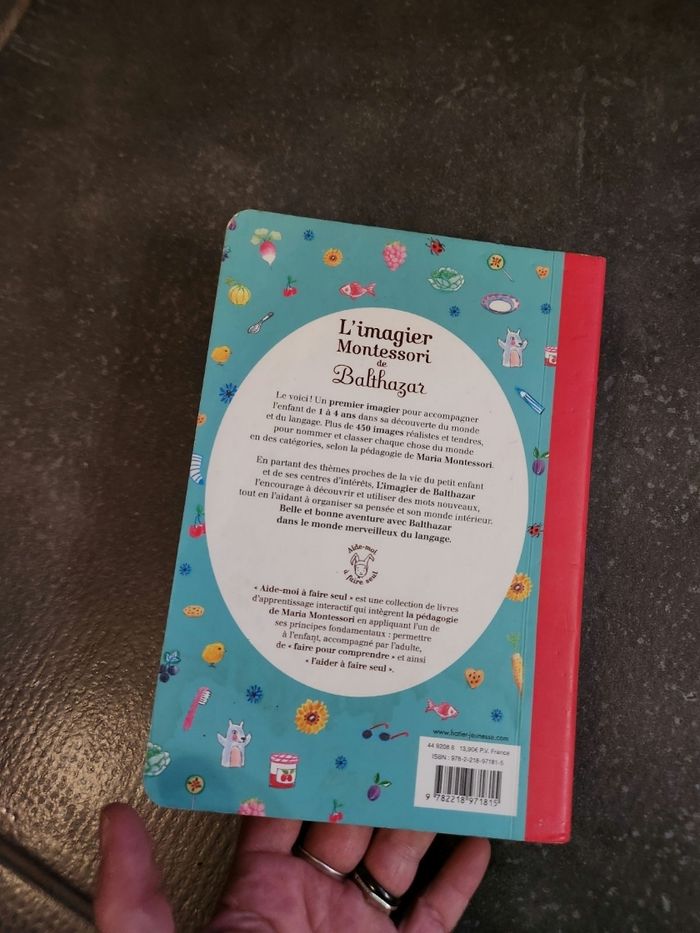 L'imagier
Montessori
de
Balthazar
Le voici ! Un premier imagier pour accompagner
l'enfant de 1 à 4 ans dans sa découverte du monde
et du langage. Plus de 450 images réalistes et tendres,
pour nommer et classer chaque chose du monde
en des catégories, selon la pédagogie de Maria Montessori.
En partant des thèmes proches de la vie du petit enfant
et de ses centres d'intérêts, L'imagier de Balthazar
l'encourage à découvrir et utiliser des mots nouveaux,
tout en l'aidant à organiser sa pensée et son monde intérieur.
Belle et bonne aventure avec Balthazar
dans le monde merveilleux du langage.
Aide-moi
à faire seul
« Aide-moi à faire seul » est une collection de livres
d'apprentissage interactif qui intègrent la pédagogie
de Maria Montessori en appliquant l'un de
ses principes fondamentaux : permettre
à l'enfant, accompagné par l'adulte,
de « faire pour comprendre » et ainsi
« l'aider à faire seul ».
www.hatier-jeunesse.com
44 9208 8 13,90€ P.V. France
ISBN : 978-2-218-97181-5
9 782218 971815